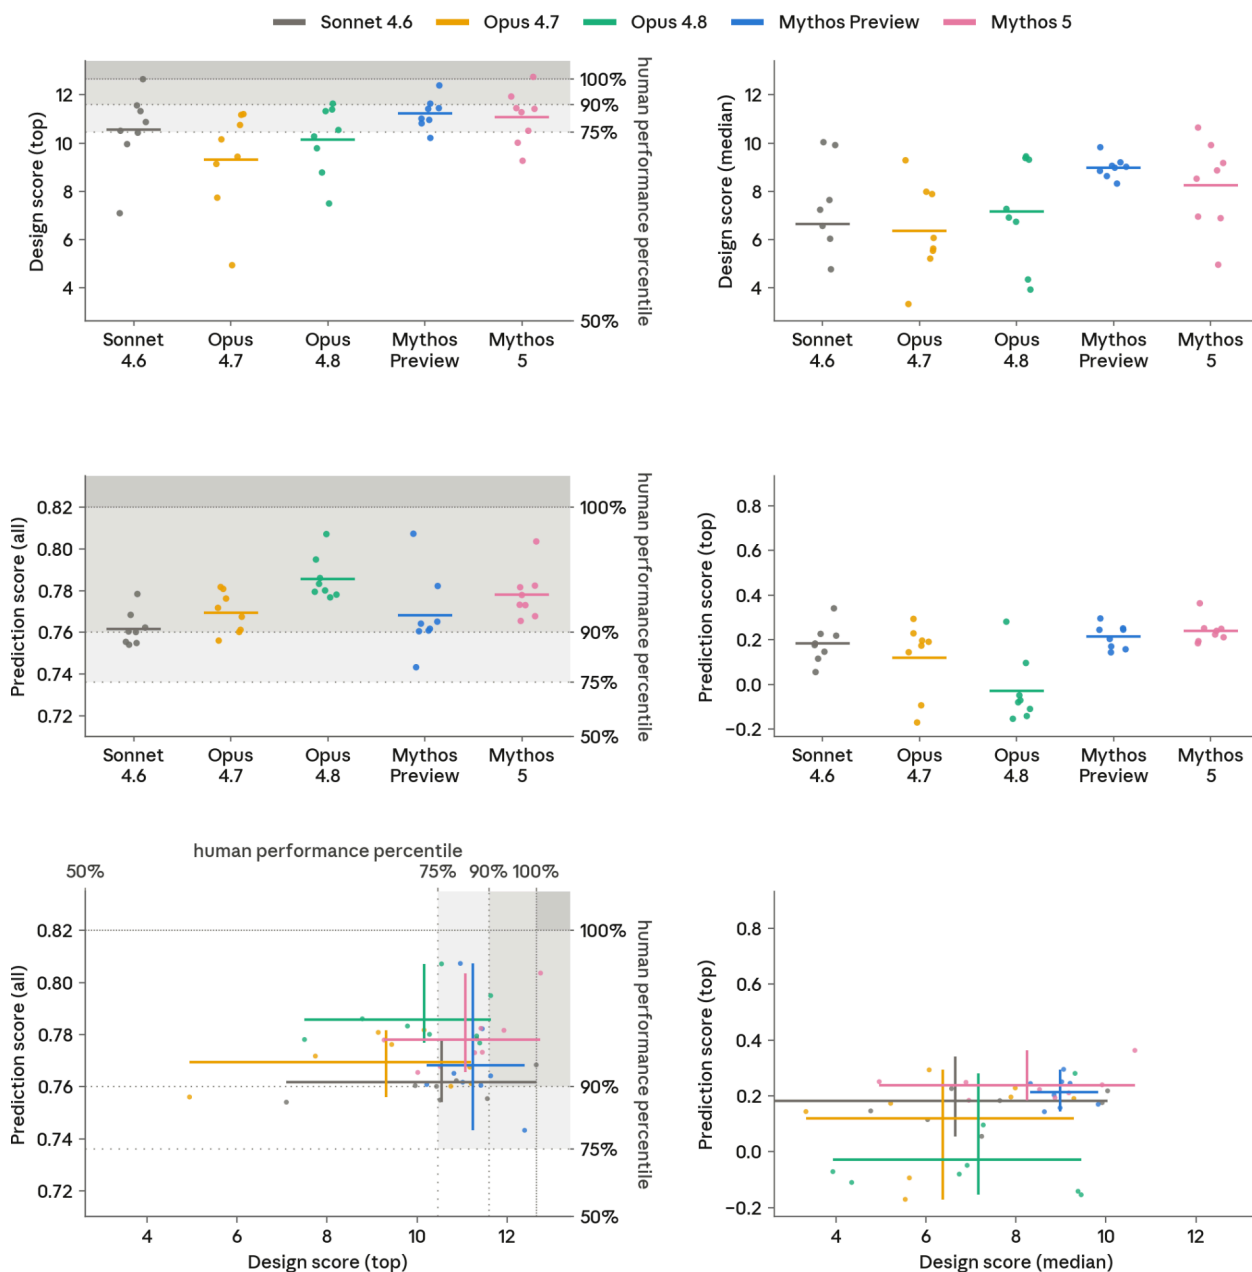 Sonnet 4.6
Opus 4.7
Opus 4.8
Mythos Preview
Mythos 5
Design score (top)
12
10
8
6
4
100%
90%
75%
50%
human performance percentile
Sonnet
4.6
Opus
4.7
Opus
4.8
Mythos
Preview
Mythos
5
Design score (median)
12
10
8
6
4
Sonnet
4.6
Opus
4.7
Opus
4.8
Mythos
Preview
Mythos
5
Prediction score (all)
0.82
0.80
0.78
0.76
0.74
0.72
100%
90%
75%
50%
human performance percentile
Sonnet
4.6
Opus
4.7
Opus
4.8
Mythos
Preview
Mythos
5
Prediction score (top)
0.8
0.6
0.4
0.2
0.0
−0.2
Sonnet
4.6
Opus
4.7
Opus
4.8
Mythos
Preview
Mythos
5
human performance percentile
50%
75%
90%
100%
Prediction score (all)
0.82
0.80
0.78
0.76
0.74
0.72
100%
90%
75%
50%
human performance percentile
4
6
8
10
12
Design score (top)
Prediction score (top)
0.8
0.6
0.4
0.2
0.0
−0.2
4
6
8
10
12
Design score (median)